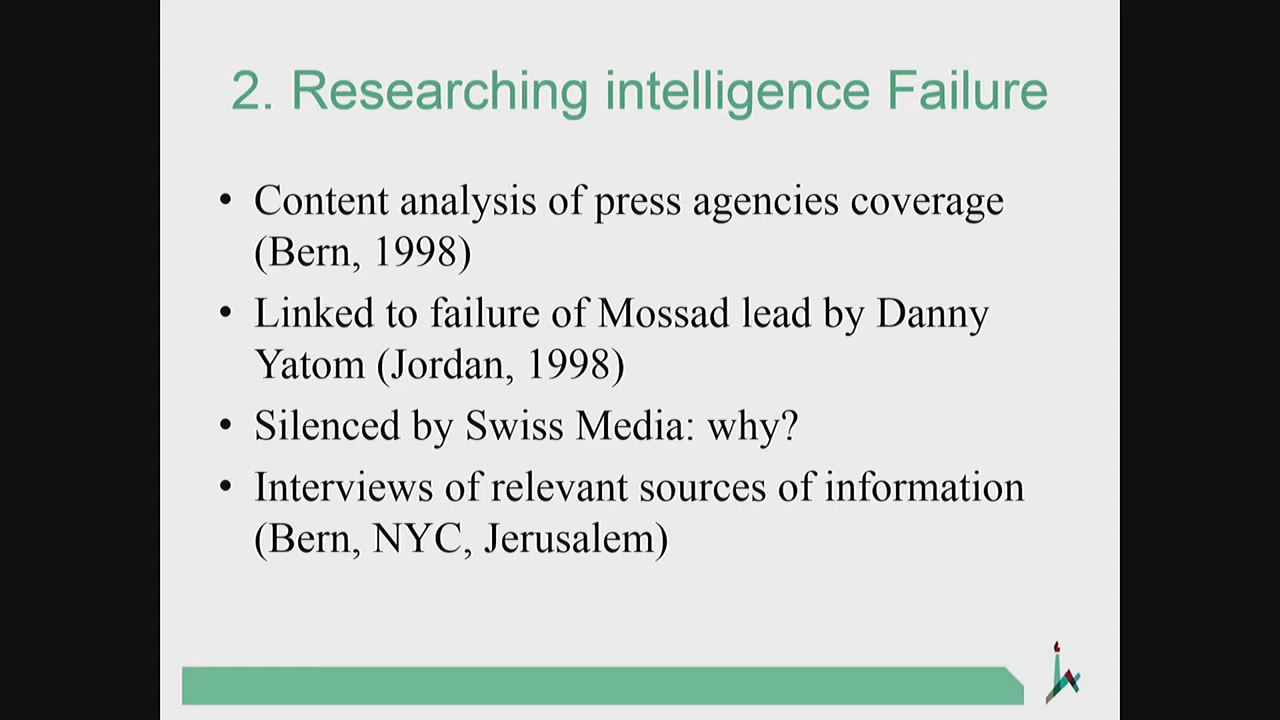 2. Researching intelligence Failure
• Content analysis of press agencies coverage
(Bern, 1998)
• Linked to failure of Mossad lead by Danny
Yatom (Jordan, 1998)
• Silenced by Swiss Media: why?
• Interviews of relevant sources of information
(Bern, NYC, Jerusalem)